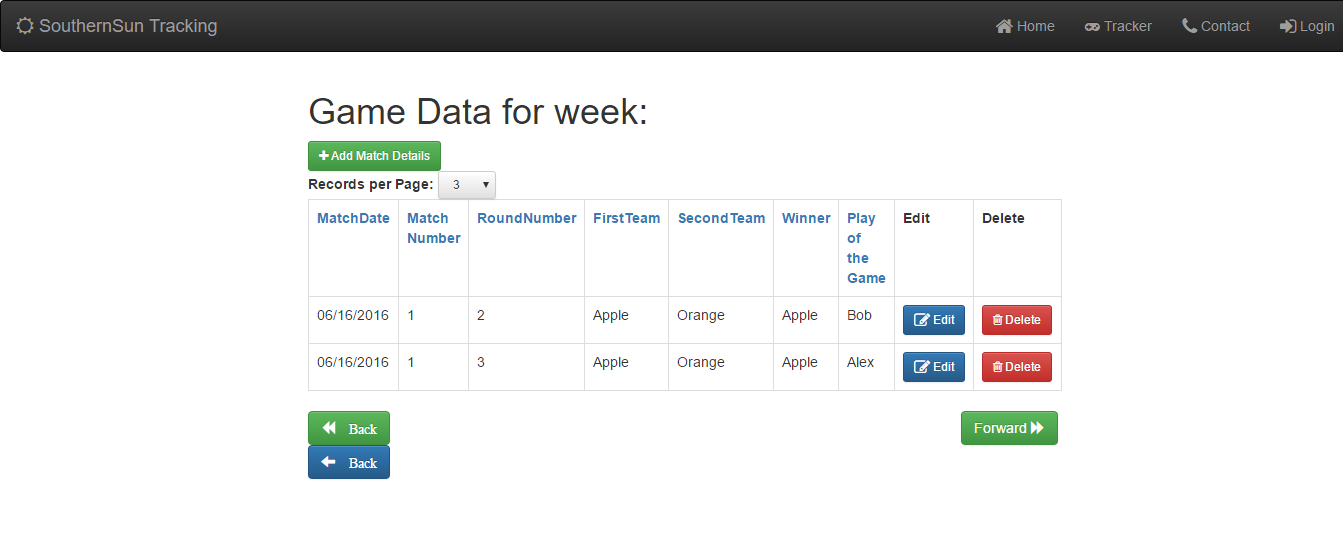 SouthernSun Tracking Home Tracker Contact Login
Game Data for week:
Add Match Details
Records per Page: 3
MatchDate Match Number RoundNumber FirstTeam SecondTeam Winner Play of the Game Edit Delete
06/16/2016 1 2 Apple Orange Apple Bob Edit Delete
06/16/2016 1 3 Apple Orange Apple Alex Edit Delete
Back Forward
Back